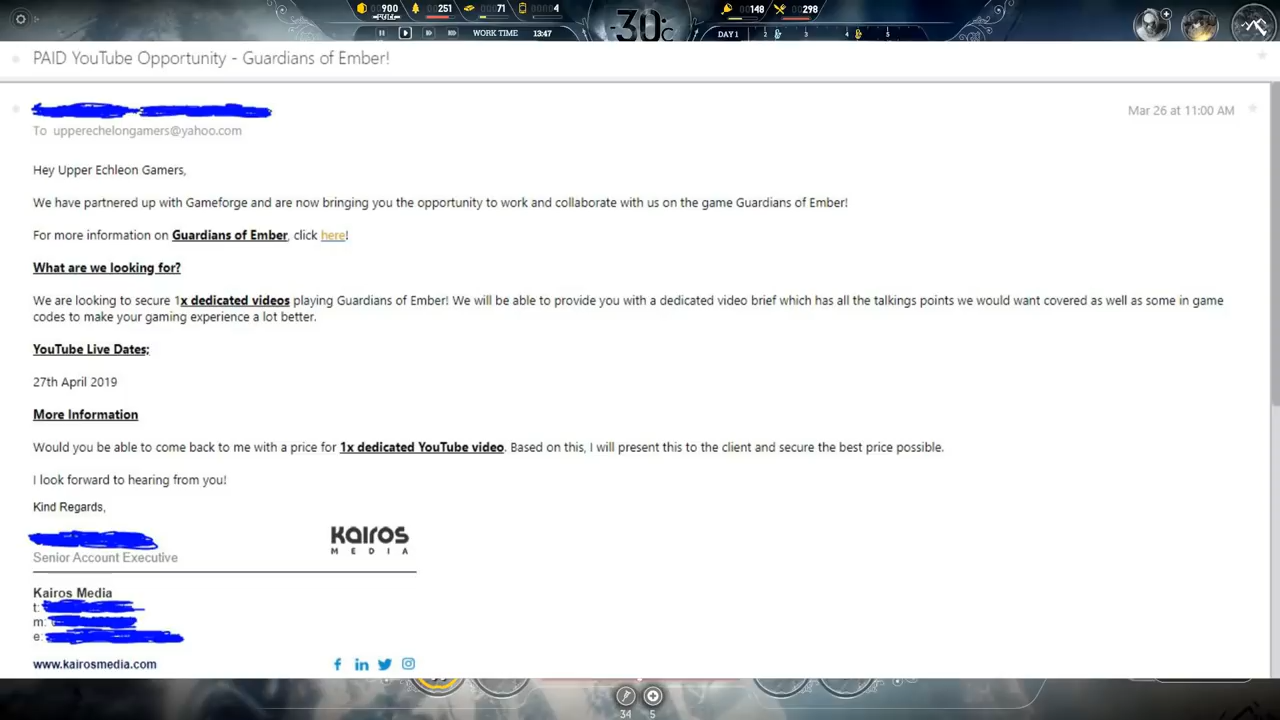 900 251 71 4 -30°C 148 298
FULL
WORK TIME 13:47 DAY 1 2 3 4 5
PAID YouTube Opportunity - Guardians of Ember!
Mar 26 at 11:00 AM
To upperechelongamers@yahoo.com
Hey Upper Echleon Gamers,
We have partnered up with Gameforge and are now bringing you the opportunity to work and collaborate with us on the game Guardians of Ember!
For more information on Guardians of Ember, click here!
What are we looking for?
We are looking to secure 1x dedicated videos playing Guardians of Ember! We will be able to provide you with a dedicated video brief which has all the talkings points we would want covered as well as some in game
codes to make your gaming experience a lot better.
YouTube Live Dates;
27th April 2019
More Information
Would you be able to come back to me with a price for 1x dedicated YouTube video. Based on this, I will present this to the client and secure the best price possible.
I look forward to hearing from you!
Kind Regards,
Kairos
MEDIA
Senior Account Executive
Kairos Media
t:
m:
e:
www.kairosmedia.com
34 5